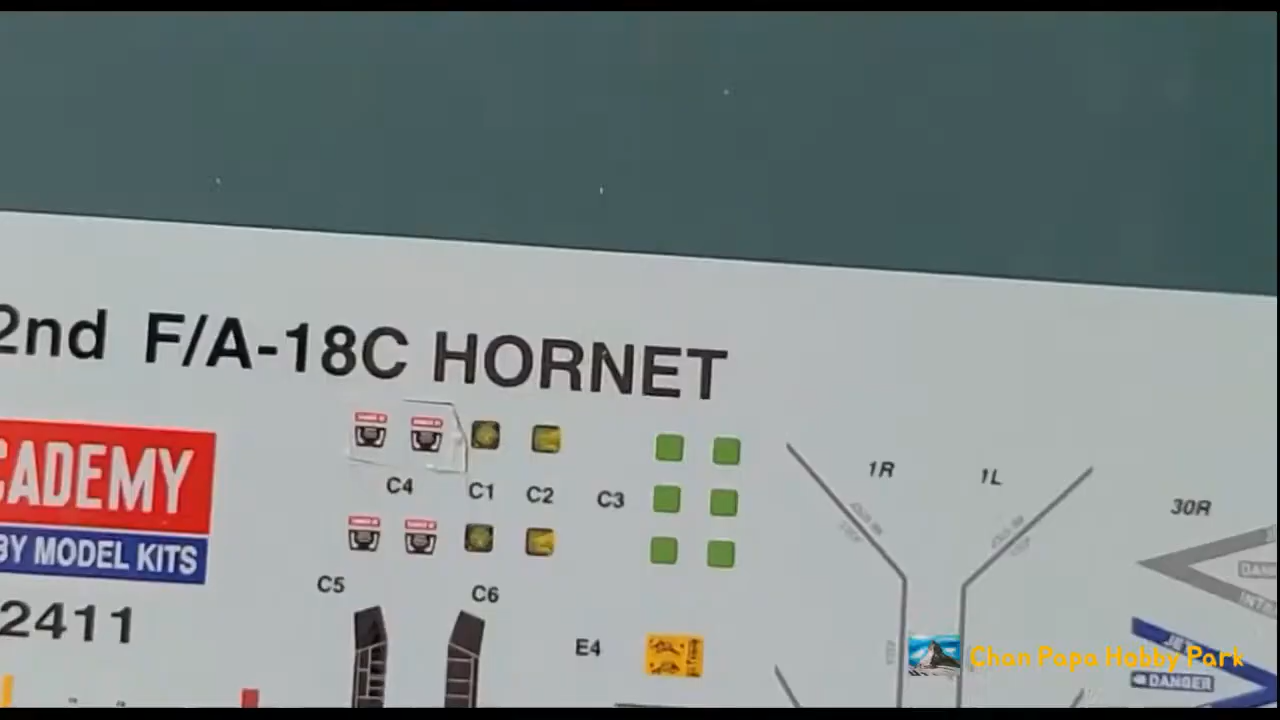 2nd F/A-18C HORNET
CADEMY
BY MODEL KITS
2411
C4
C1
C2
C3
C5
C6
E4
1R
1L
30R
DANGER
Chan Papa Hobby Park